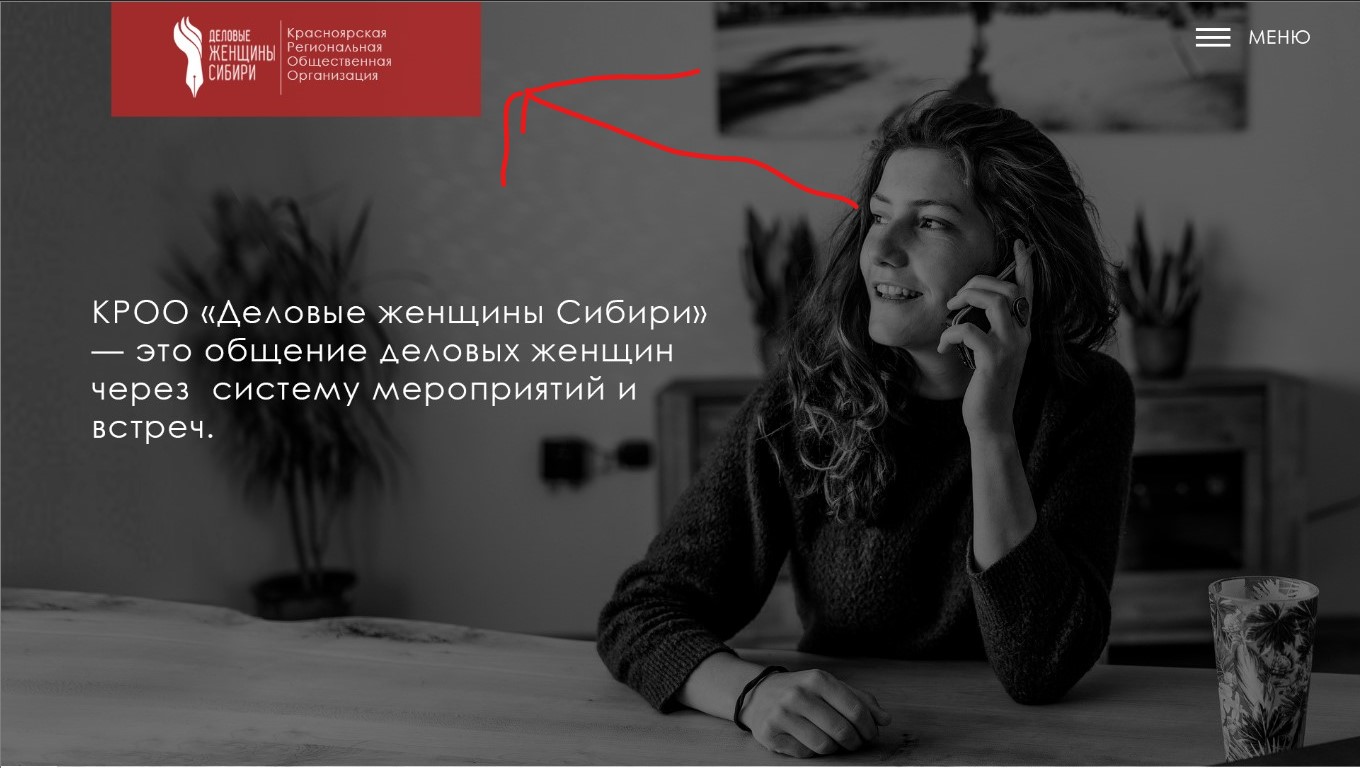 ДЕЛОВЫЕ
ЖЕНЩИНЫ
СИБИРИ
Красноярская
Региональная
Общественная
Организация
МЕНЮ
КРОО «Деловые женщины Сибири»
— это общение деловых женщин
через  систему мероприятий и
встреч.